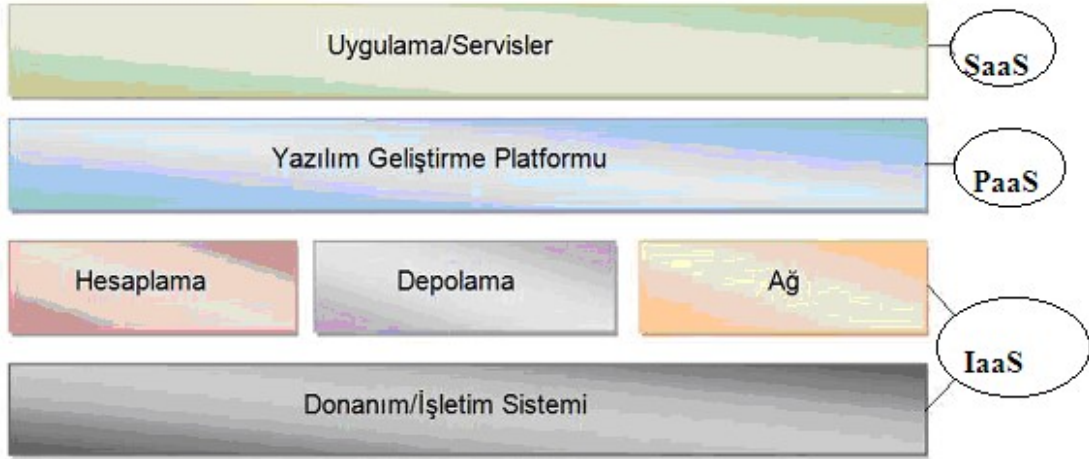 Uygulama/Servisler
SaaS
Yazılım Geliştirme Platformu
PaaS
Hesaplama
Depolama
Ağ
IaaS
Donanım/İşletim Sistemi